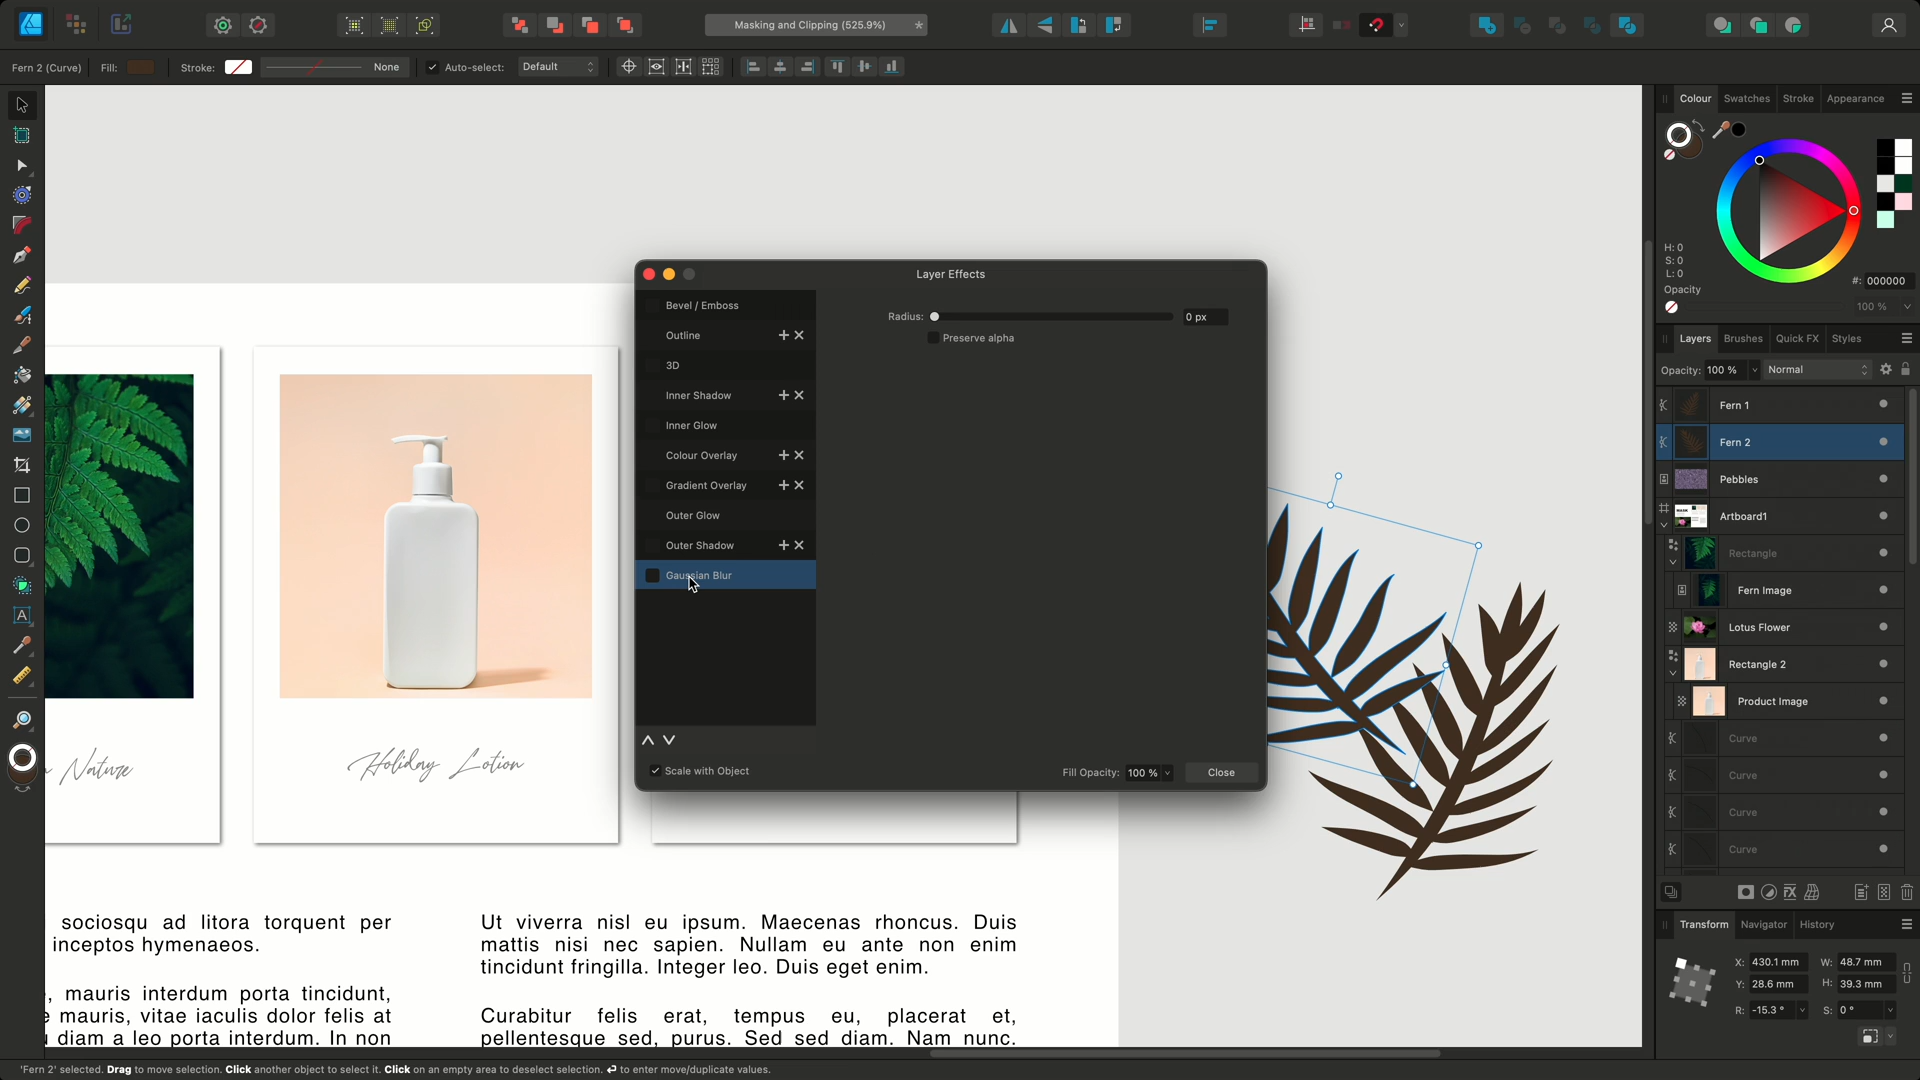 Masking and Clipping (525.9%)
*
Fern 2 (Curve)
Fill:
Stroke:
None
Auto-select:
Default
Colour
Swatches
Stroke
Appearance
H: 0
S: 0
L: 0
#: 000000
Opacity
100 %
Layers
Brushes
Quick FX
Styles
Opacity: 100 %
Normal
Fern 1
Fern 2
Pebbles
Artboard1
Rectangle
Fern Image
Lotus Flower
Rectangle 2
Product Image
Curve
Curve
Curve
Curve
Transform
Navigator
History
X: 430.1 mm
W: 48.7 mm
Y: 28.6 mm
H: 39.3 mm
R: -15.3 °
S: 0 °
Layer Effects
Bevel / Emboss
Outline
3D
Inner Shadow
Inner Glow
Colour Overlay
Gradient Overlay
Outer Glow
Outer Shadow
Gaussian Blur
Radius:
0 px
Preserve alpha
Scale with Object
Fill Opacity: 100 %
Close
Nature
Holiday Lotion
sociosqu ad litora torquent per
inceptos hymenaeos.
, mauris interdum porta tincidunt,
mauris, vitae iaculis dolor felis at
diam a leo porta interdum. In non
Ut viverra nisl eu ipsum. Maecenas rhoncus. Duis
mattis nisi nec sapien. Nullam eu ante non enim
tincidunt fringilla. Integer leo. Duis eget enim.
Curabitur felis erat, tempus eu, placerat et,
pellentesque sed, purus. Sed sed diam. Nam nunc.
'Fern 2' selected. Drag to move selection. Click another object to select it. Click on an empty area to deselect selection. ⏎ to enter move/duplicate values.